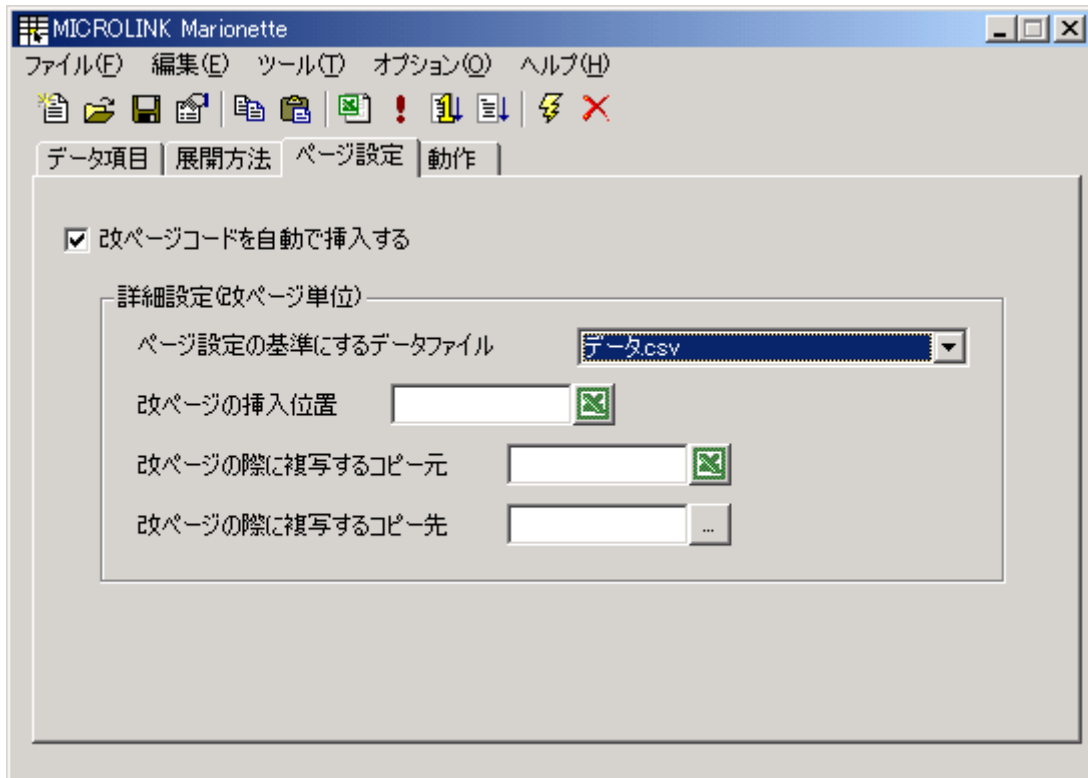 MICROLINK Marionette
ファイル(F) 編集(E) ツール(T) オプション(O) ヘルプ(H)
データ項目 展開方法 ページ設定 動作
改ページコードを自動で挿入する
詳細設定(改ページ単位)
ページ設定の基準にするデータファイル データ.csv
改ページの挿入位置
改ページの際に複写するコピー元
改ページの際に複写するコピー先 ...